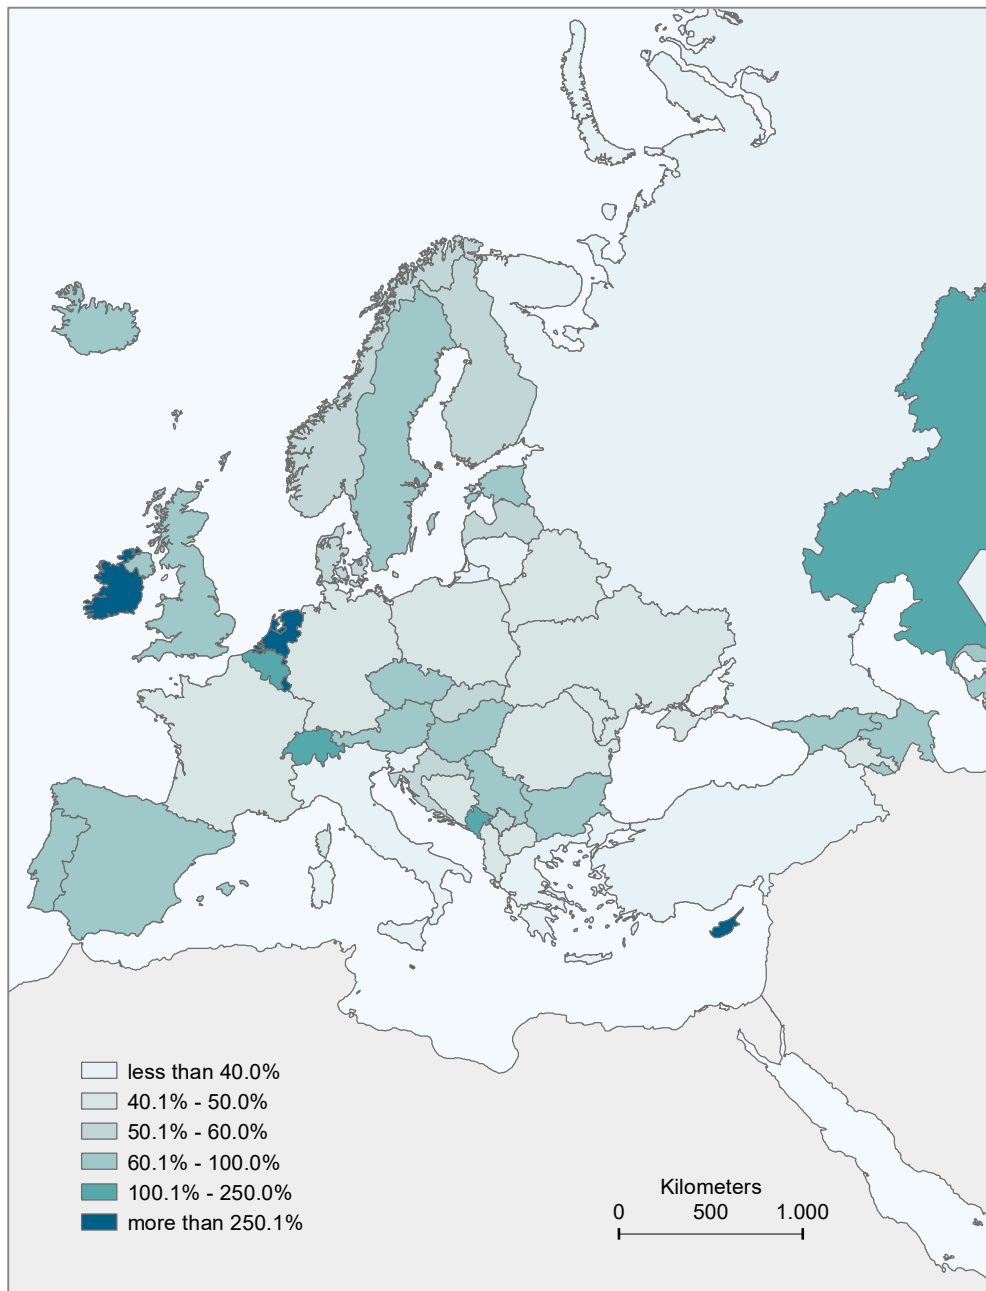 less than 40.0%
40.1% - 50.0%
50.1% - 60.0%
60.1% - 100.0%
100.1% - 250.0%
more than 250.1%
Kilometers
0 500 1.000